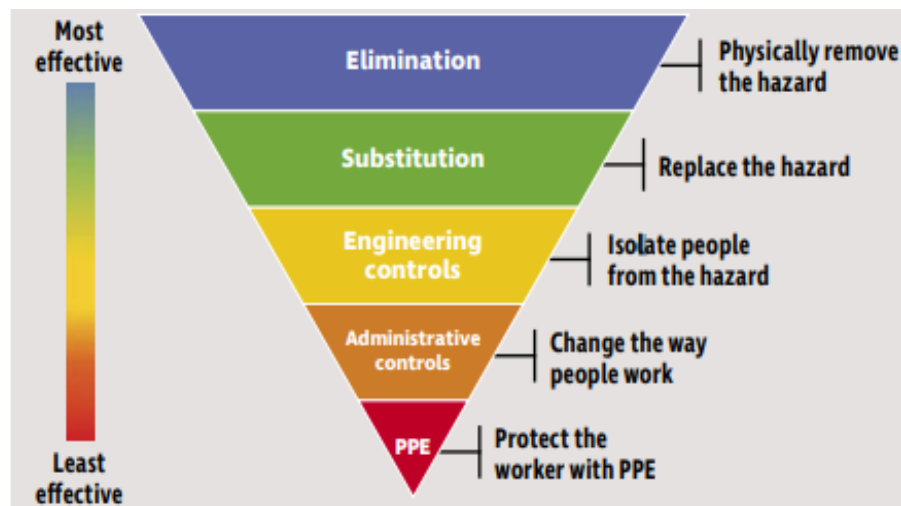 Most
effective
Elimination
Physically remove
the hazard
Substitution
Replace the hazard
Engineering
controls
Isolate people
from the hazard
Administrative
controls
Change the way
people work
PPE
Protect the
worker with PPE
Least
effective